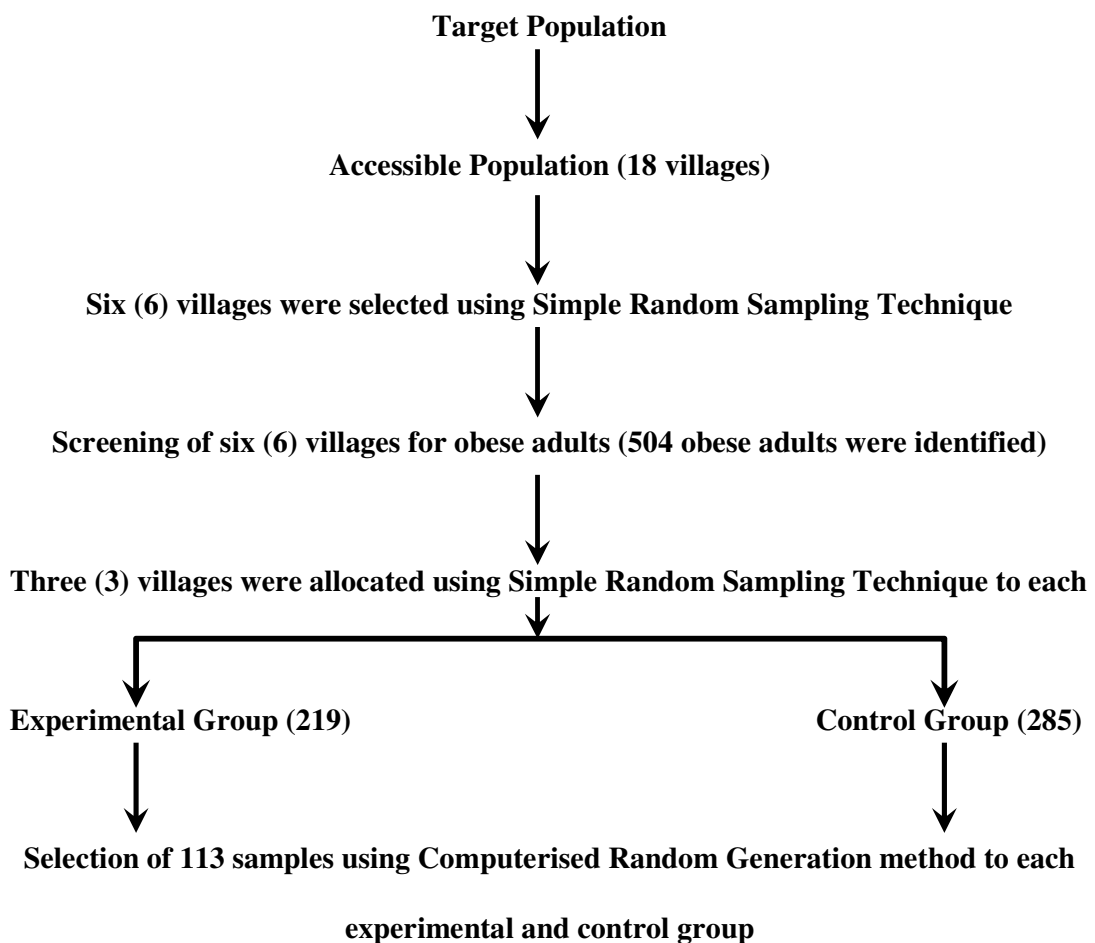 Target Population
Accessible Population (18 villages)
Six (6) villages were selected using Simple Random Sampling Technique
Screening of six (6) villages for obese adults (504 obese adults were identified)
Three (3) villages were allocated using Simple Random Sampling Technique to each
Experimental Group (219)
Control Group (285)
Selection of 113 samples using Computerised Random Generation method to each
experimental and control group